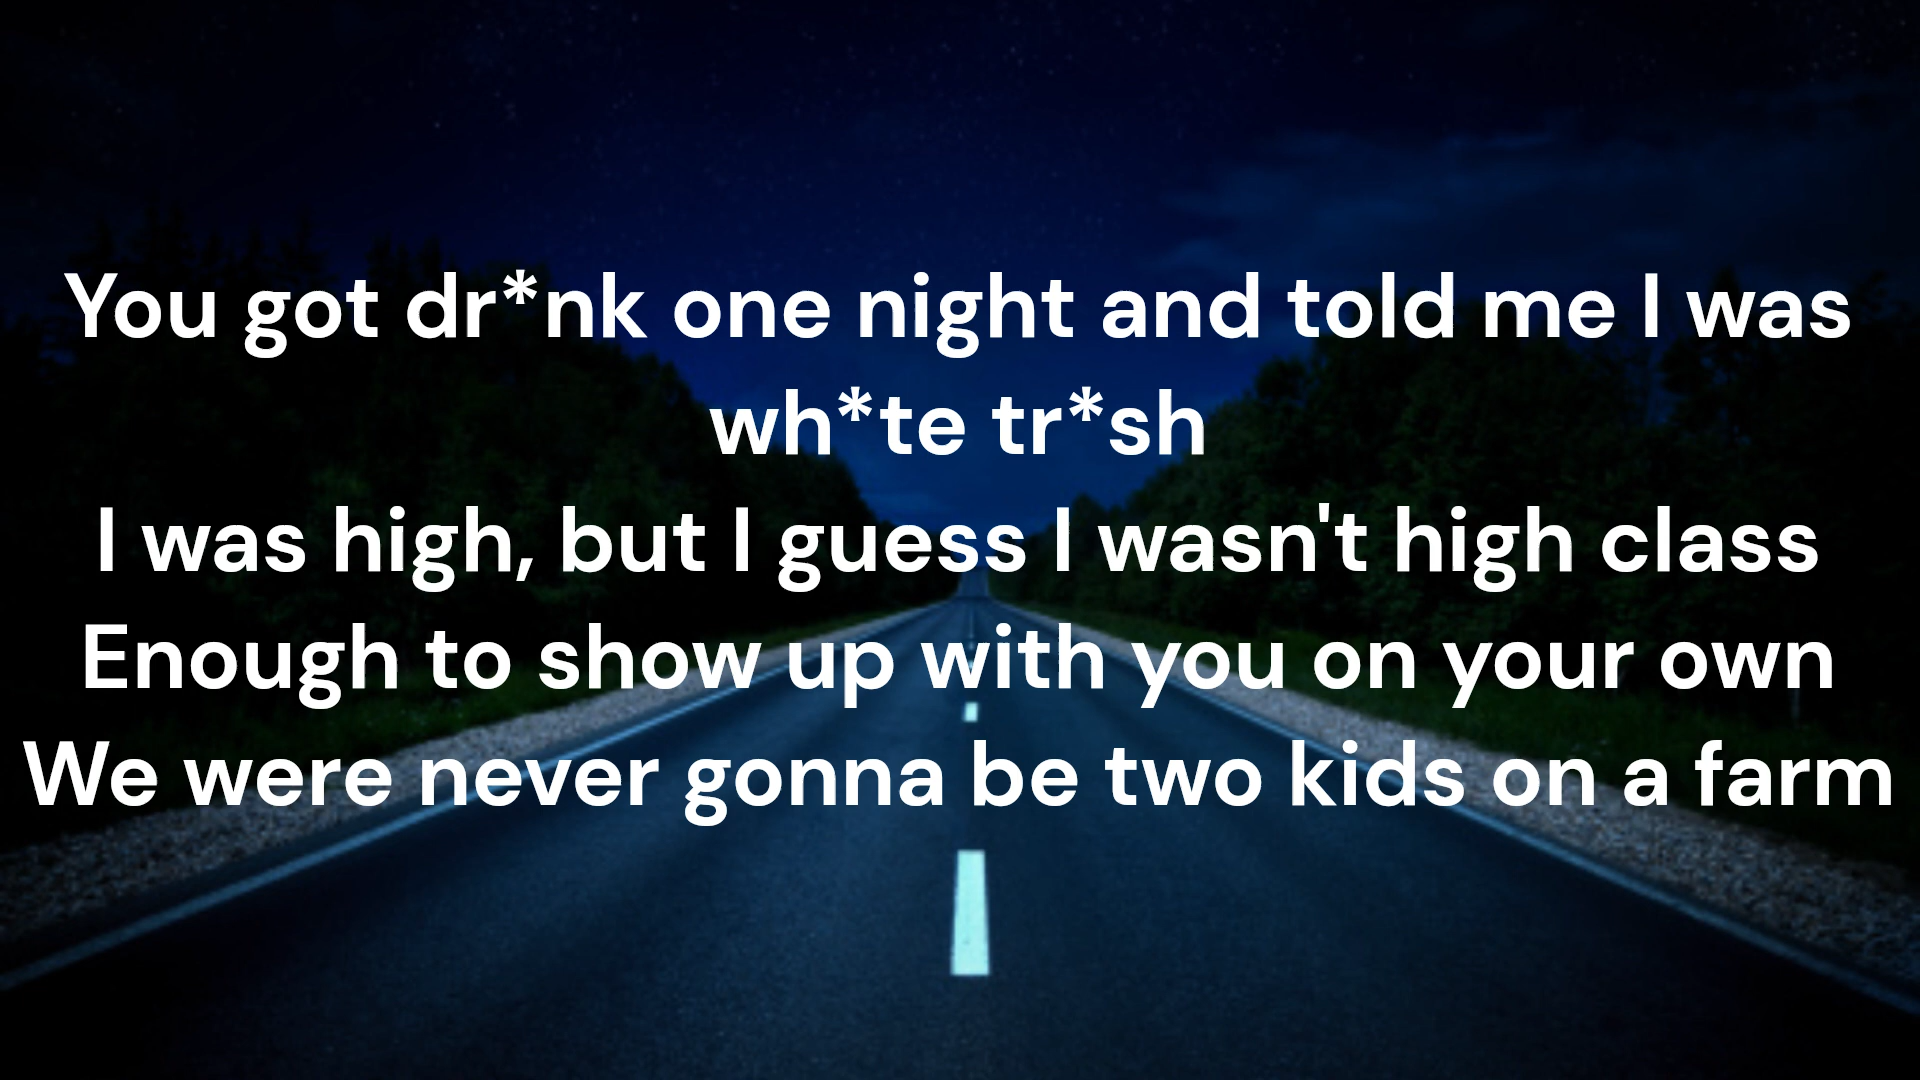 You got dr*nk one night and told me I was
wh*te tr*sh
I was high, but I guess I wasn't high class
Enough to show up with you on your own
We were never gonna be two kids on a farm